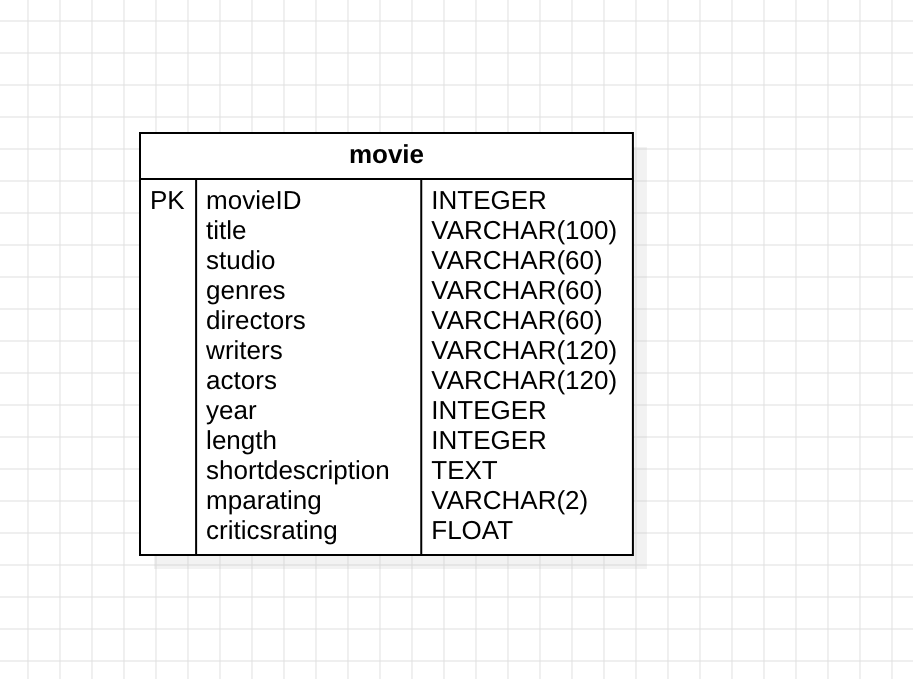 movie
PK movieID INTEGER
title VARCHAR(100)
studio VARCHAR(60)
genres VARCHAR(60)
directors VARCHAR(60)
writers VARCHAR(120)
actors VARCHAR(120)
year INTEGER
length INTEGER
shortdescription TEXT
mparating VARCHAR(2)
criticsrating FLOAT